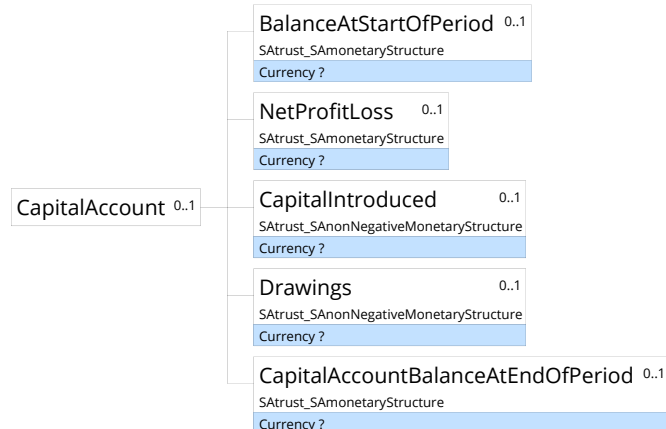 BalanceAtStartOfPeriod 0..1
SAtrust_SAmonetaryStructure
Currency ?
NetProfitLoss 0..1
SAtrust_SAmonetaryStructure
Currency ?
CapitalAccount 0..1
CapitalIntroduced 0..1
SAtrust_SAnonNegativeMonetaryStructure
Currency ?
Drawings 0..1
SAtrust_SAnonNegativeMonetaryStructure
Currency ?
CapitalAccountBalanceAtEndOfPeriod 0..1
SAtrust_SAmonetaryStructure
Currency ?